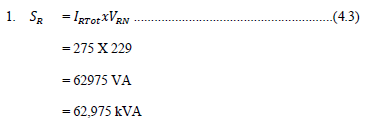 1. S_R = I_RTot x V_RN ..............................................................(4.3)
= 275 X 229
= 62975 VA
= 62,975 kVA